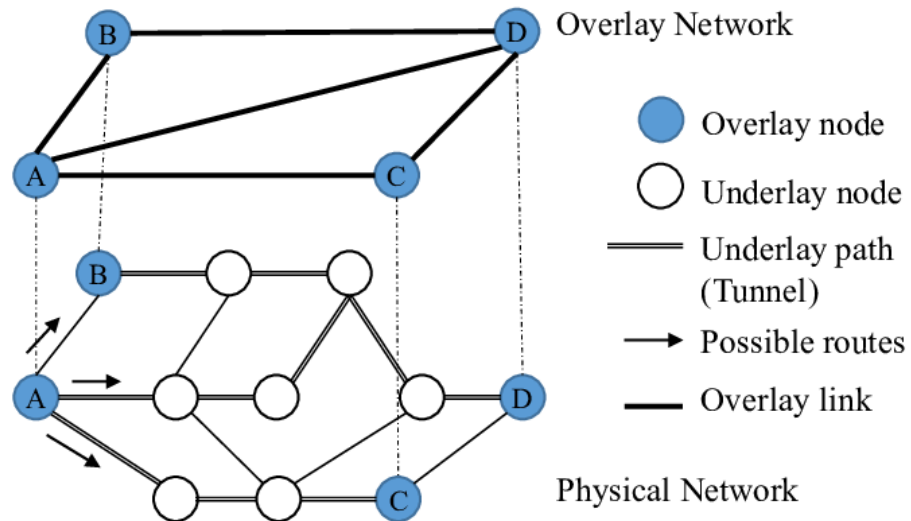 B
D
Overlay Network
A
C
Overlay node
Underlay node
B
Underlay path
(Tunnel)
Possible routes
A
D
Overlay link
C
Physical Network